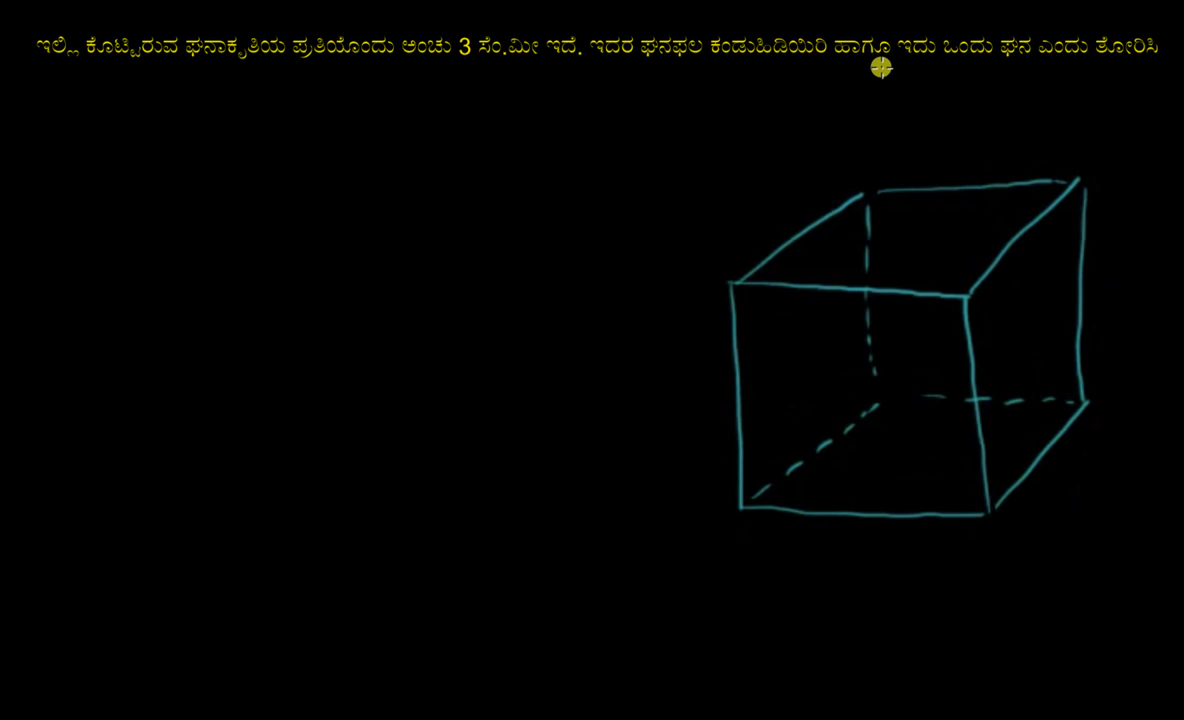 ಇಲ್ಲಿ ಕೊಟ್ಟಿರುವ ಘನಾಕೃತಿಯ ಪ್ರತಿಯೊಂದು ಅಂಚು 3 ಸೆಂ.ಮೀ ಇದೆ. ಇದರ ಘನಫಲ ಕಂಡುಹಿಡಿಯಿರಿ ಹಾಗೂ ಇದು ಒಂದು ಘನ ಎಂದು ತೋರಿಸಿ